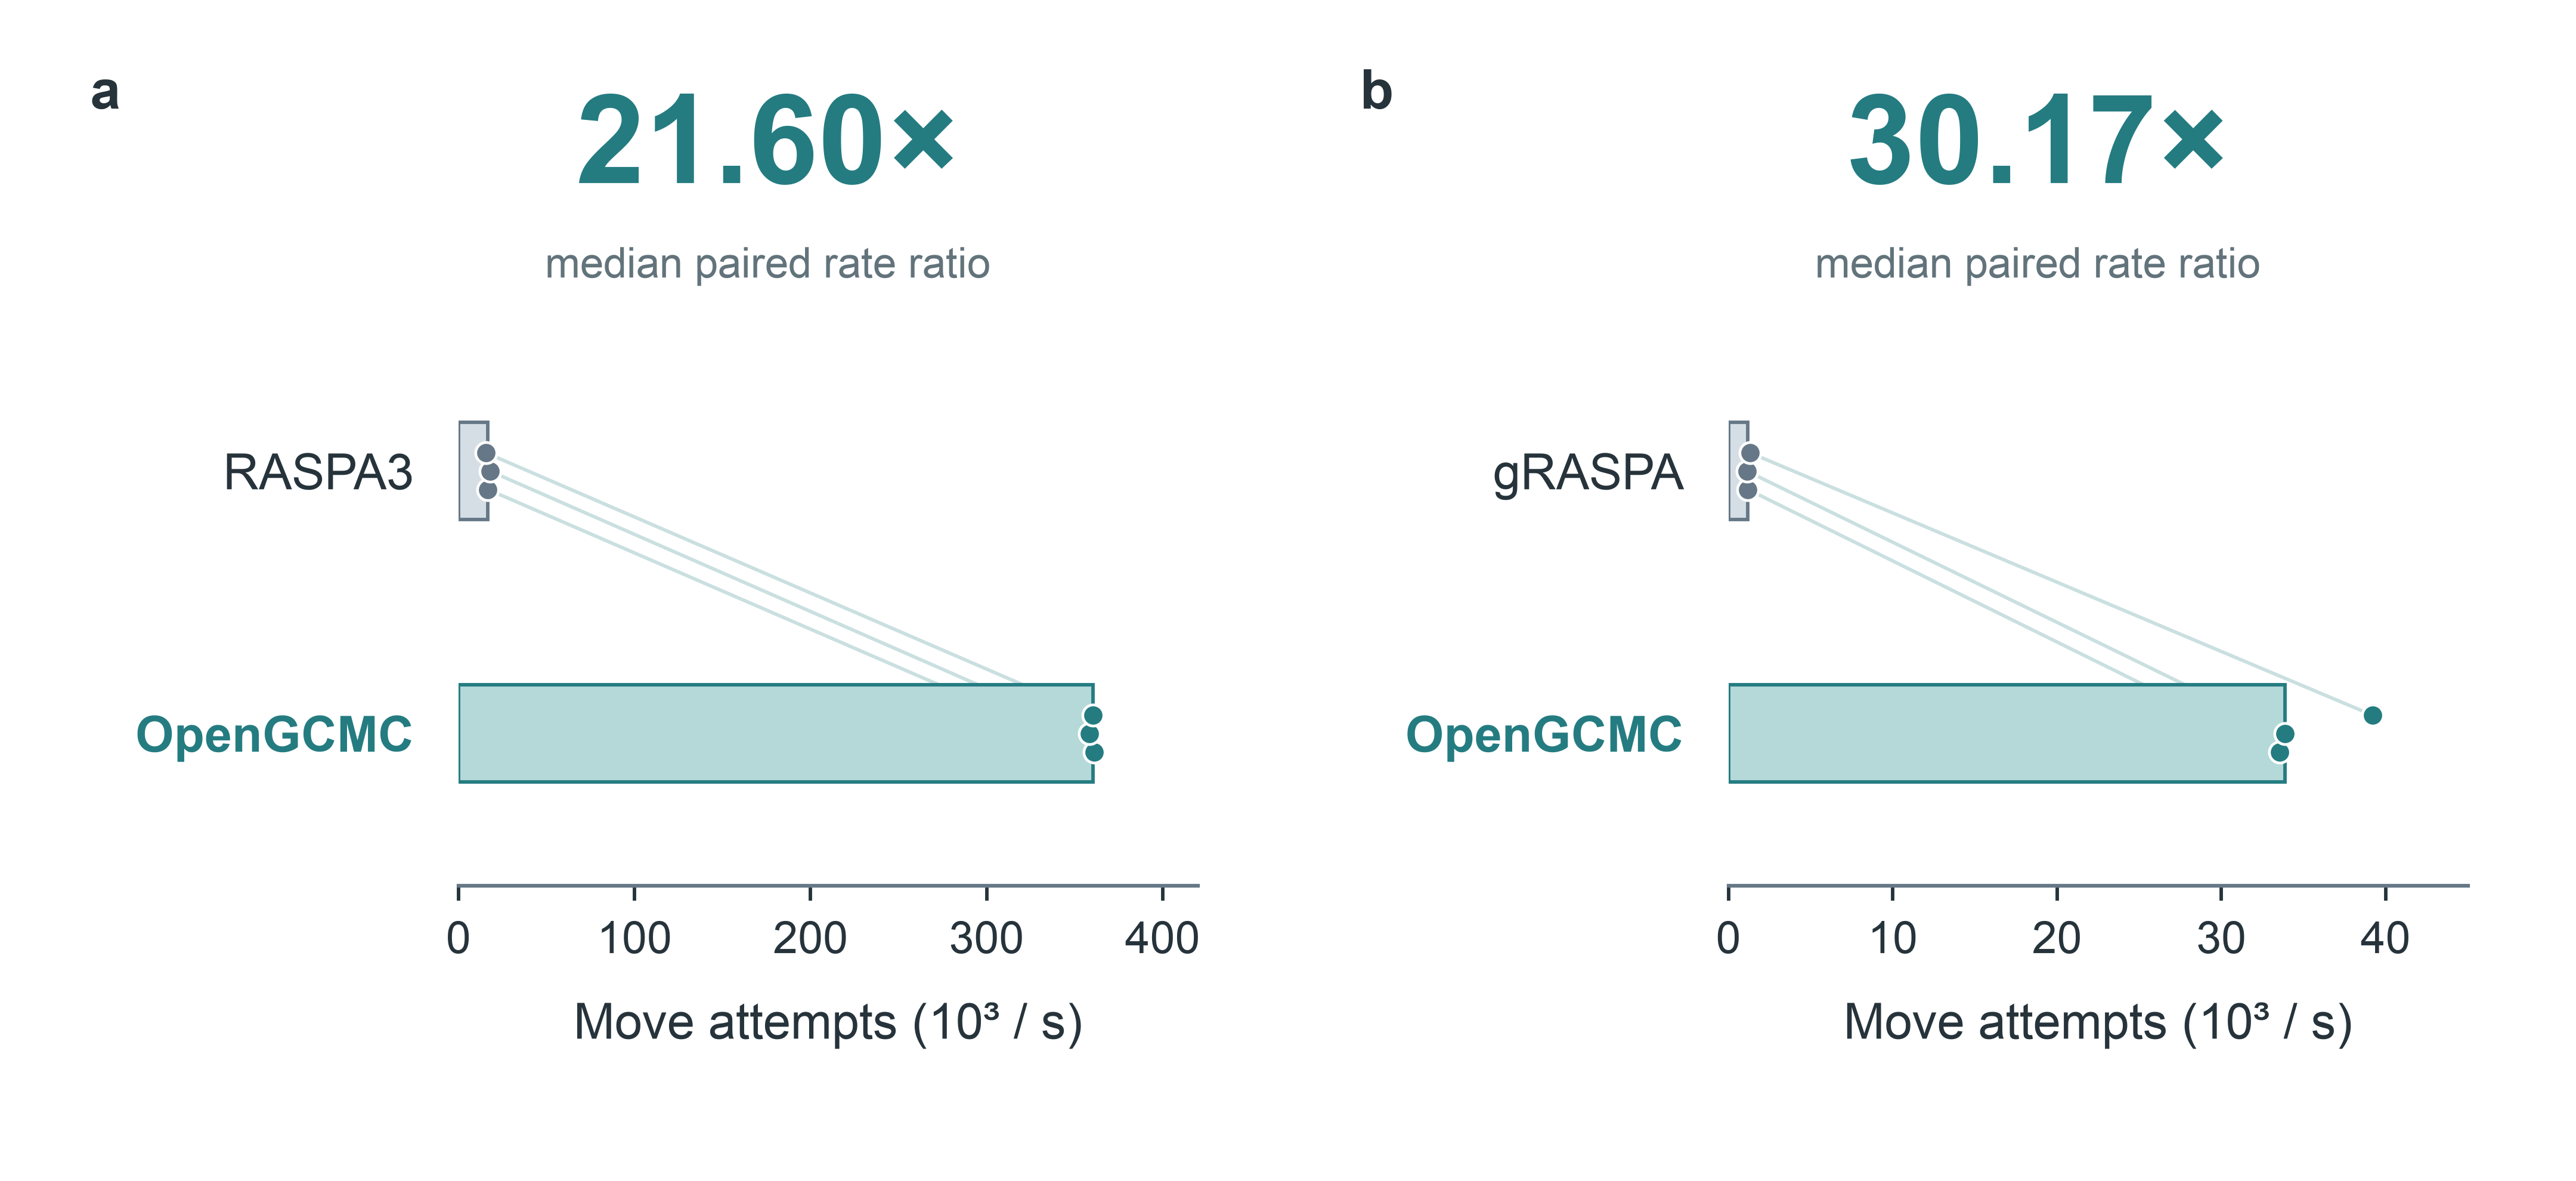 a
21.60×
median paired rate ratio
RASPA3
OpenGCMC
0 100 200 300 400
Move attempts (10³ / s)
b
30.17×
median paired rate ratio
gRASPA
OpenGCMC
0 10 20 30 40
Move attempts (10³ / s)